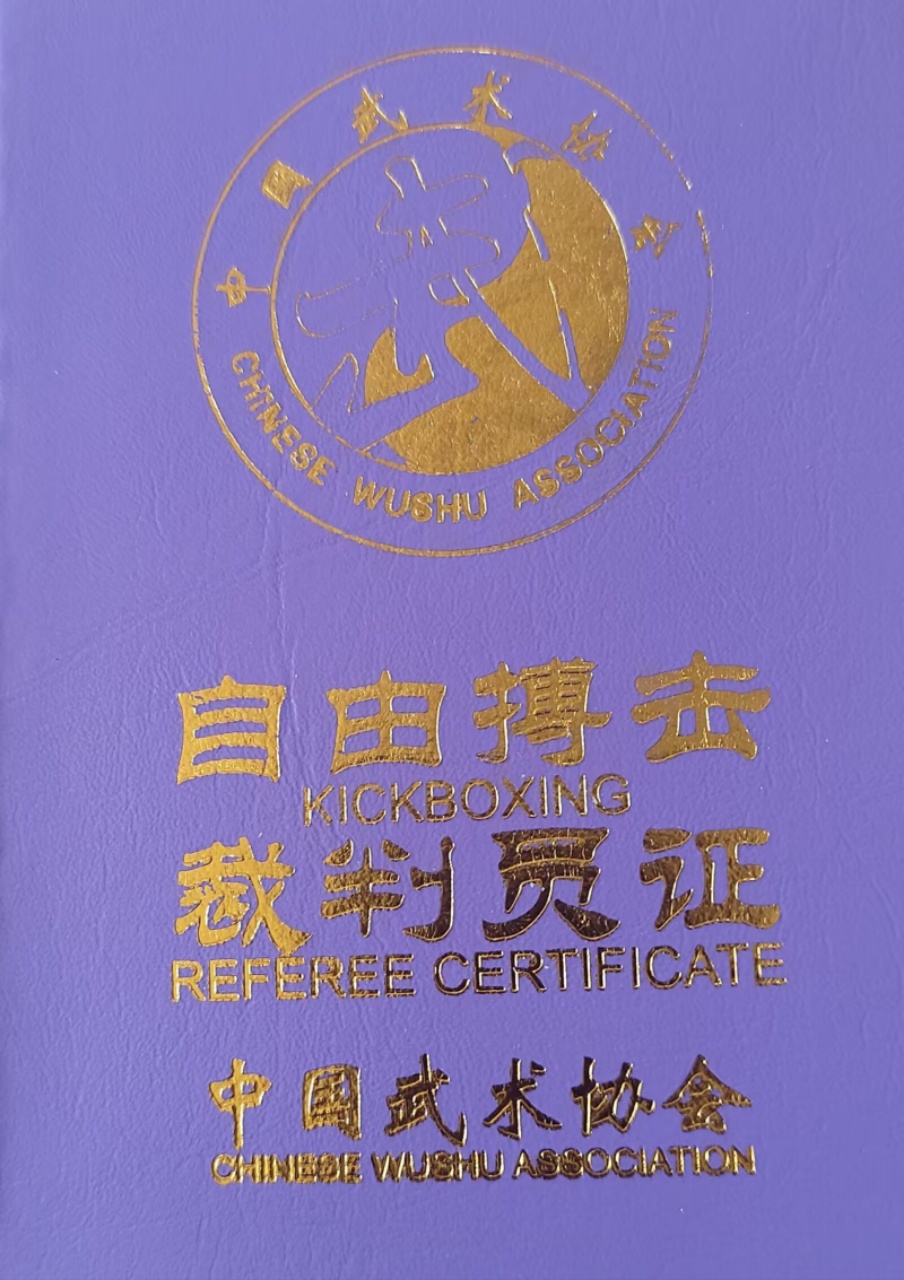 中国武术协会
CHINESE WUSHU ASSOCIATION
自由搏击
KICKBOXING
裁判员证
REFEREE CERTIFICATE
中国武术协会
CHINESE WUSHU ASSOCIATION